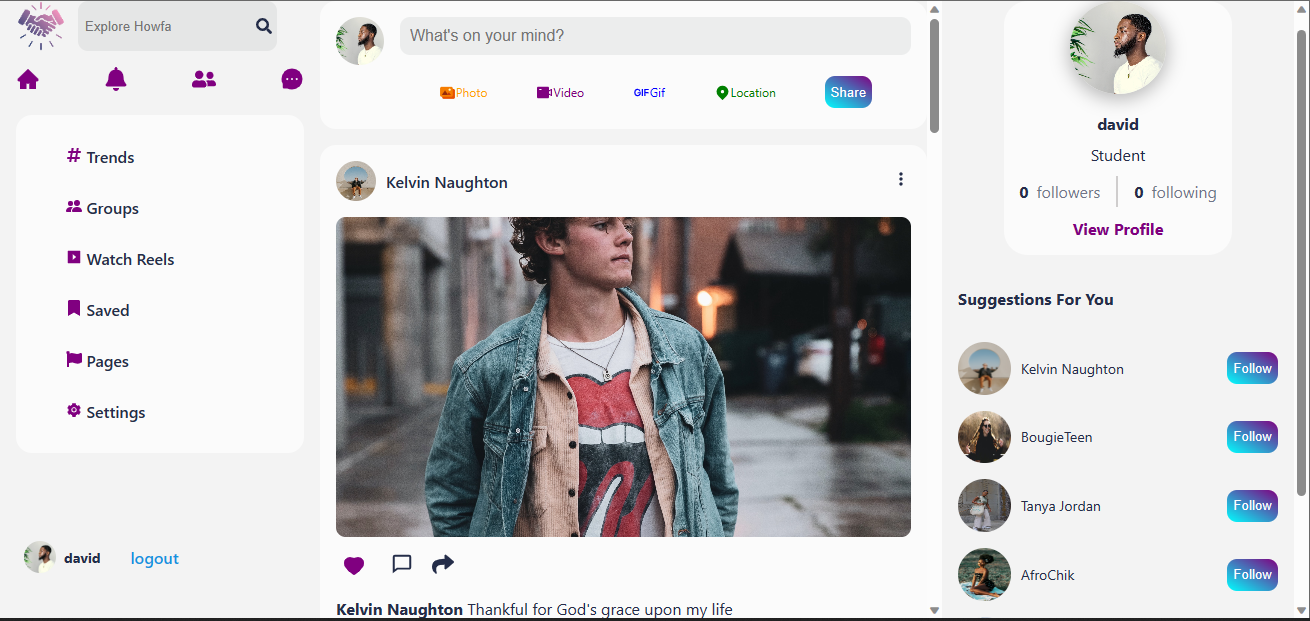 Explore Howfa
Trends
Groups
Watch Reels
Saved
Pages
Settings
david logout
What's on your mind?
Photo Video GIF Gif Location Share
Kelvin Naughton
Kelvin Naughton Thankful for God's grace upon my life
david
Student
0 followers 0 following
View Profile
Suggestions For You
Kelvin Naughton Follow
BougieTeen Follow
Tanya Jordan Follow
AfroChik Follow